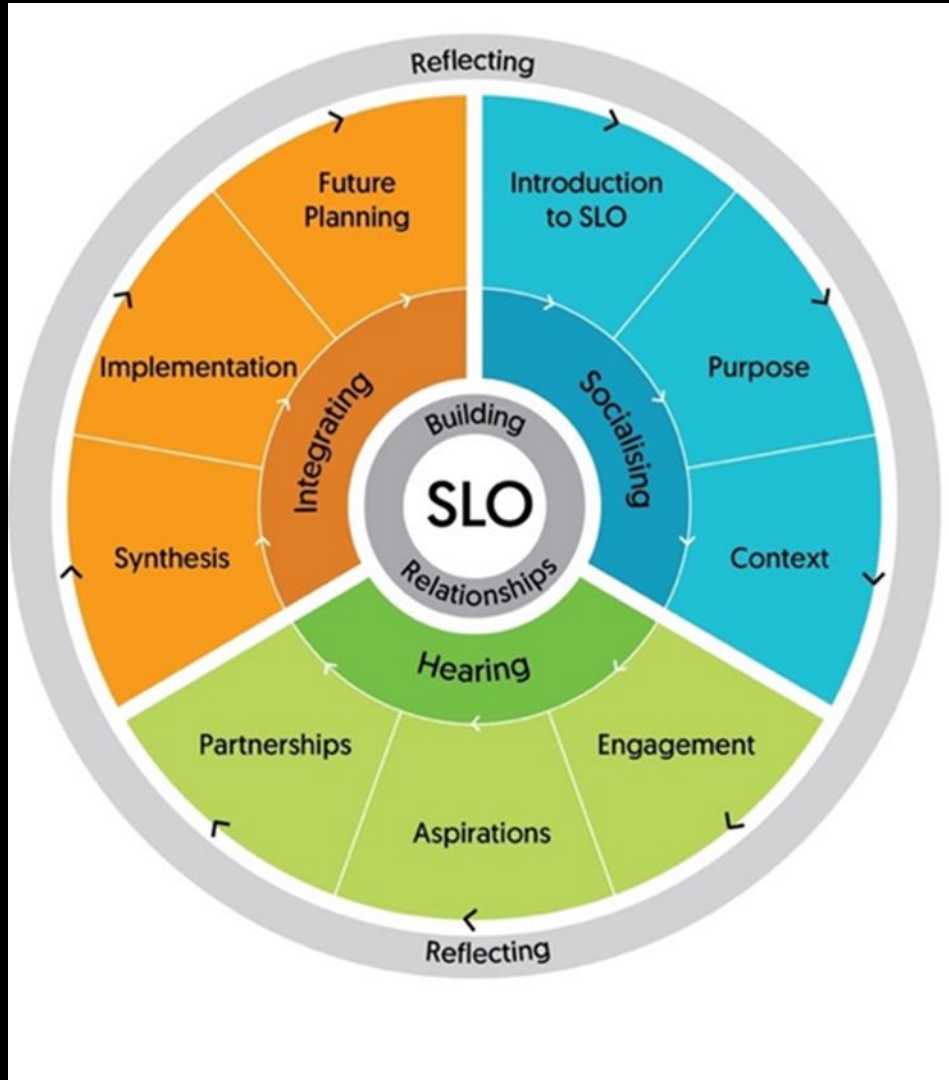 Reflecting
Future
Planning
Introduction
to SLO
Implementation
Purpose
Integrating
Socialising
Building
SLO
Relationships
Synthesis
Context
Hearing
Partnerships
Engagement
Aspirations
Reflecting